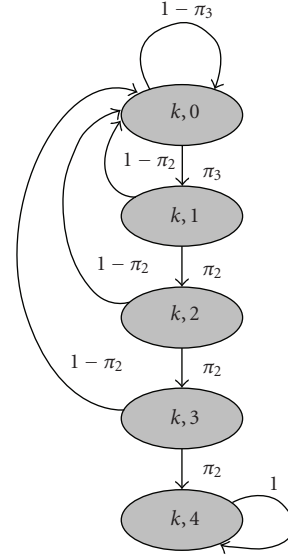 1 − π₃
k, 0
1 − π₂
π₃
k, 1
1 − π₂
π₂
k, 2
1 − π₂
π₂
k, 3
π₂
1
k, 4